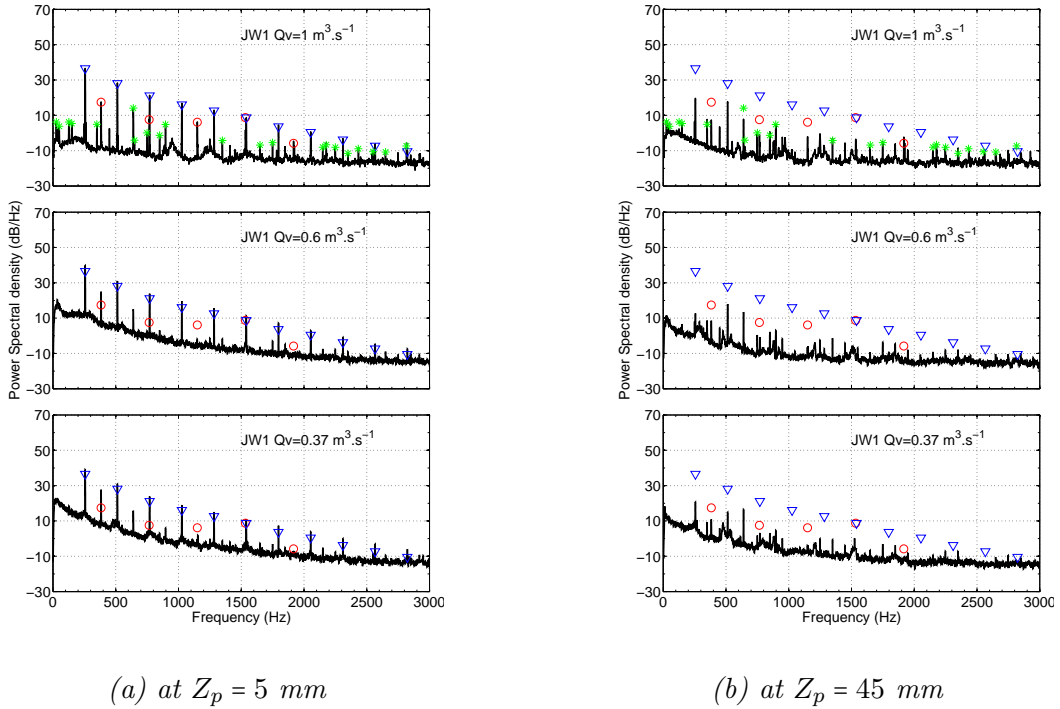 70
50
30
10
−10
−30
JW1 Qv=1 m³.s⁻¹
70
50
30
10
−10
−30
JW1 Qv=0.6 m³.s⁻¹
70
50
30
10
−10
−30
JW1 Qv=0.37 m³.s⁻¹
Power Spectral density (dB/Hz)
0 500 1000 1500 2000 2500 3000
Frequency (Hz)
(a) at Zₚ = 5 mm
70
50
30
10
−10
−30
JW1 Qv=1 m³.s⁻¹
70
50
30
10
−10
−30
JW1 Qv=0.6 m³.s⁻¹
70
50
30
10
−10
−30
JW1 Qv=0.37 m³.s⁻¹
Power Spectral density (dB/Hz)
0 500 1000 1500 2000 2500 3000
Frequency (Hz)
(b) at Zₚ = 45 mm